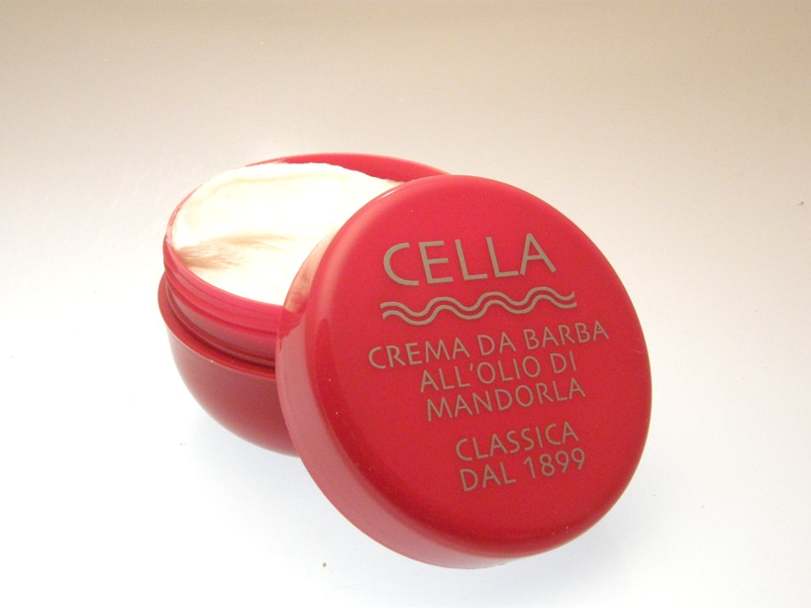 CELLA
CREMA DA BARBA
ALL'OLIO DI
MANDORLA
CLASSICA
DAL 1899